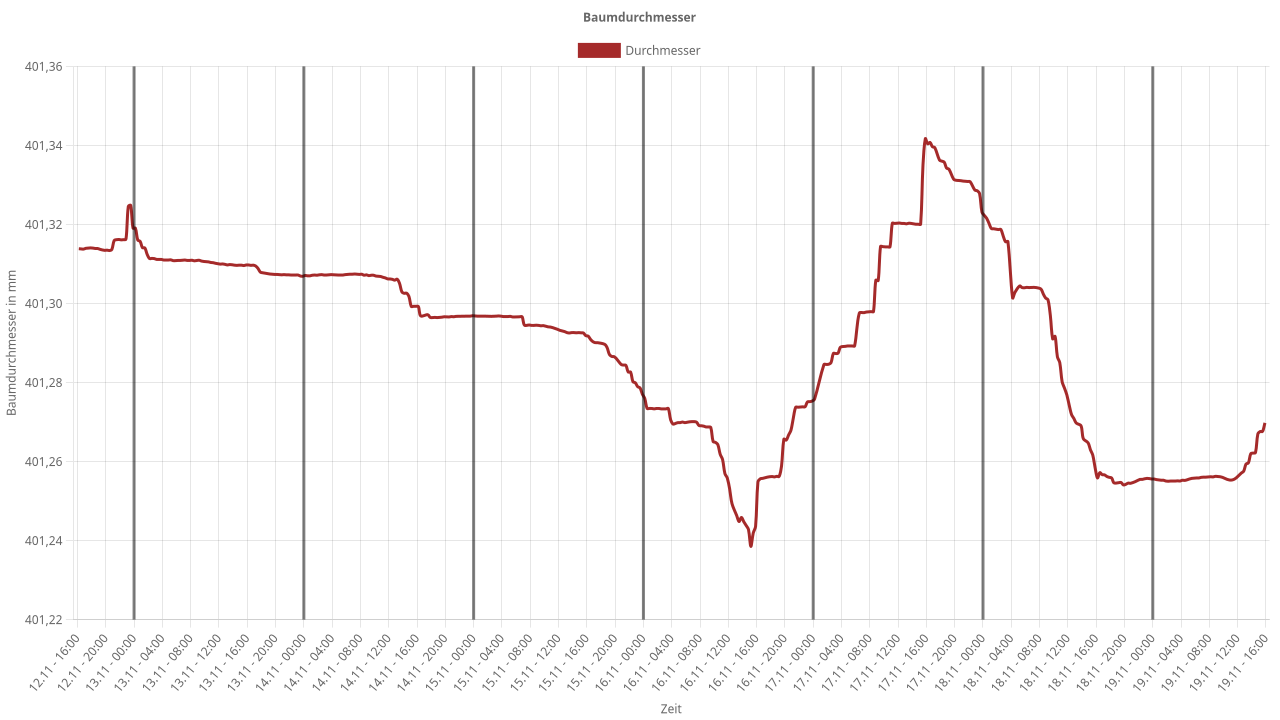 Baumdurchmesser
Durchmesser
401,36
401,34
401,32
401,30
401,28
401,26
401,24
401,22
Baumdurchmesser in mm
12.11 - 16:00
12.11 - 20:00
13.11 - 00:00
13.11 - 04:00
13.11 - 08:00
13.11 - 12:00
13.11 - 16:00
13.11 - 20:00
14.11 - 00:00
14.11 - 04:00
14.11 - 08:00
14.11 - 12:00
14.11 - 16:00
14.11 - 20:00
15.11 - 00:00
15.11 - 04:00
15.11 - 08:00
15.11 - 12:00
15.11 - 16:00
15.11 - 20:00
16.11 - 00:00
16.11 - 04:00
16.11 - 08:00
16.11 - 12:00
16.11 - 16:00
16.11 - 20:00
17.11 - 00:00
17.11 - 04:00
17.11 - 08:00
17.11 - 12:00
17.11 - 16:00
17.11 - 20:00
18.11 - 00:00
18.11 - 04:00
18.11 - 08:00
18.11 - 12:00
18.11 - 16:00
18.11 - 20:00
19.11 - 00:00
19.11 - 04:00
19.11 - 08:00
19.11 - 12:00
19.11 - 16:00
Zeit